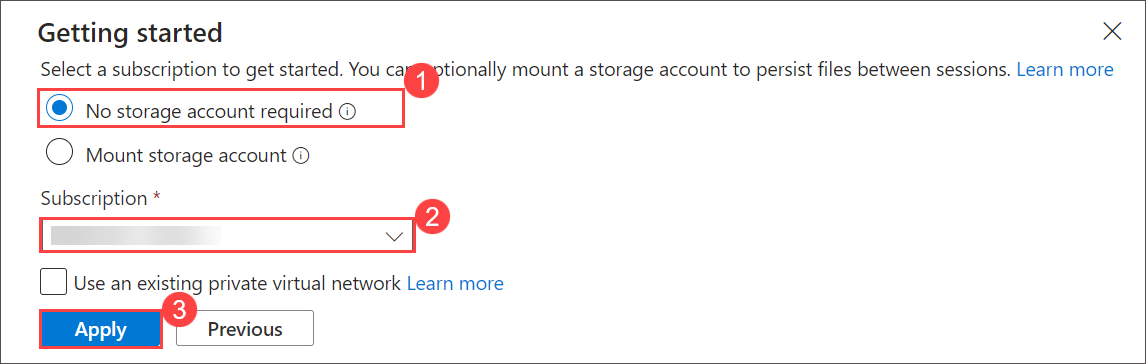 Getting started
Select a subscription to get started. You can optionally mount a storage account to persist files between sessions. Learn more
1
No storage account required
Mount storage account
Subscription *
2
Use an existing private virtual network Learn more
3
Apply Previous